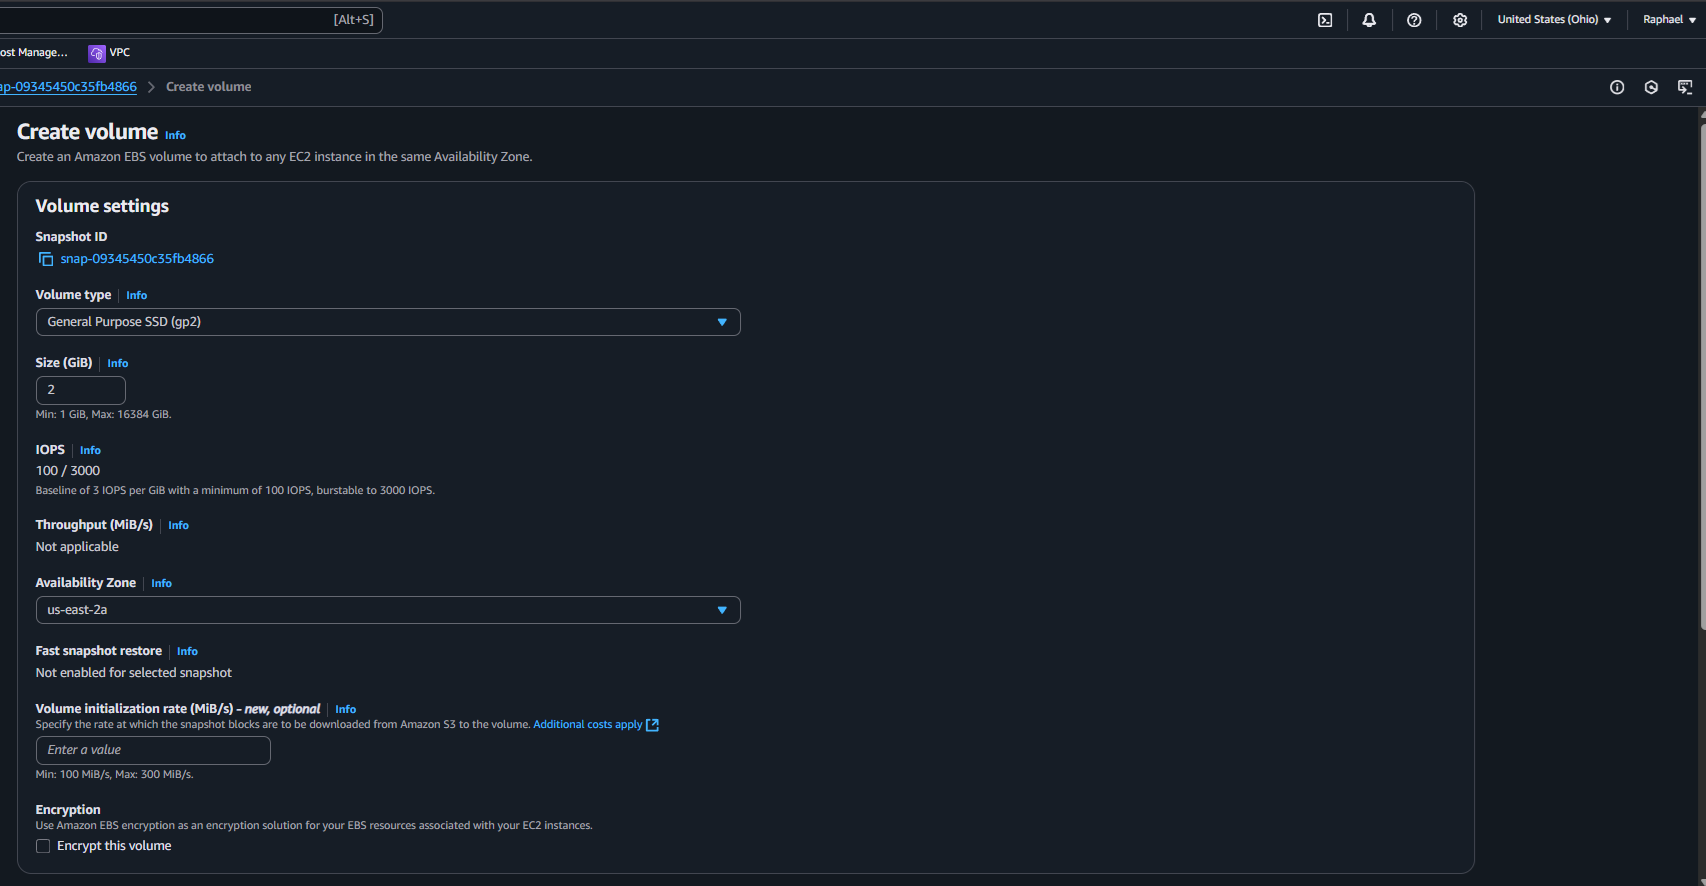 [Alt+S]
United States (Ohio)
Raphael
ost Manage...
VPC
ap-09345450c35fb4866
Create volume
Create volume Info
Create an Amazon EBS volume to attach to any EC2 instance in the same Availability Zone.
Volume settings
Snapshot ID
snap-09345450c35fb4866
Volume type Info
General Purpose SSD (gp2)
Size (GiB) Info
2
Min: 1 GiB, Max: 16384 GiB.
IOPS Info
100 / 3000
Baseline of 3 IOPS per GiB with a minimum of 100 IOPS, burstable to 3000 IOPS.
Throughput (MiB/s) Info
Not applicable
Availability Zone Info
us-east-2a
Fast snapshot restore Info
Not enabled for selected snapshot
Volume initialization rate (MiB/s) - new, optional Info
Specify the rate at which the snapshot blocks are to be downloaded from Amazon S3 to the volume. Additional costs apply
Enter a value
Min: 100 MiB/s, Max: 300 MiB/s.
Encryption
Use Amazon EBS encryption as an encryption solution for your EBS resources associated with your EC2 instances.
Encrypt this volume